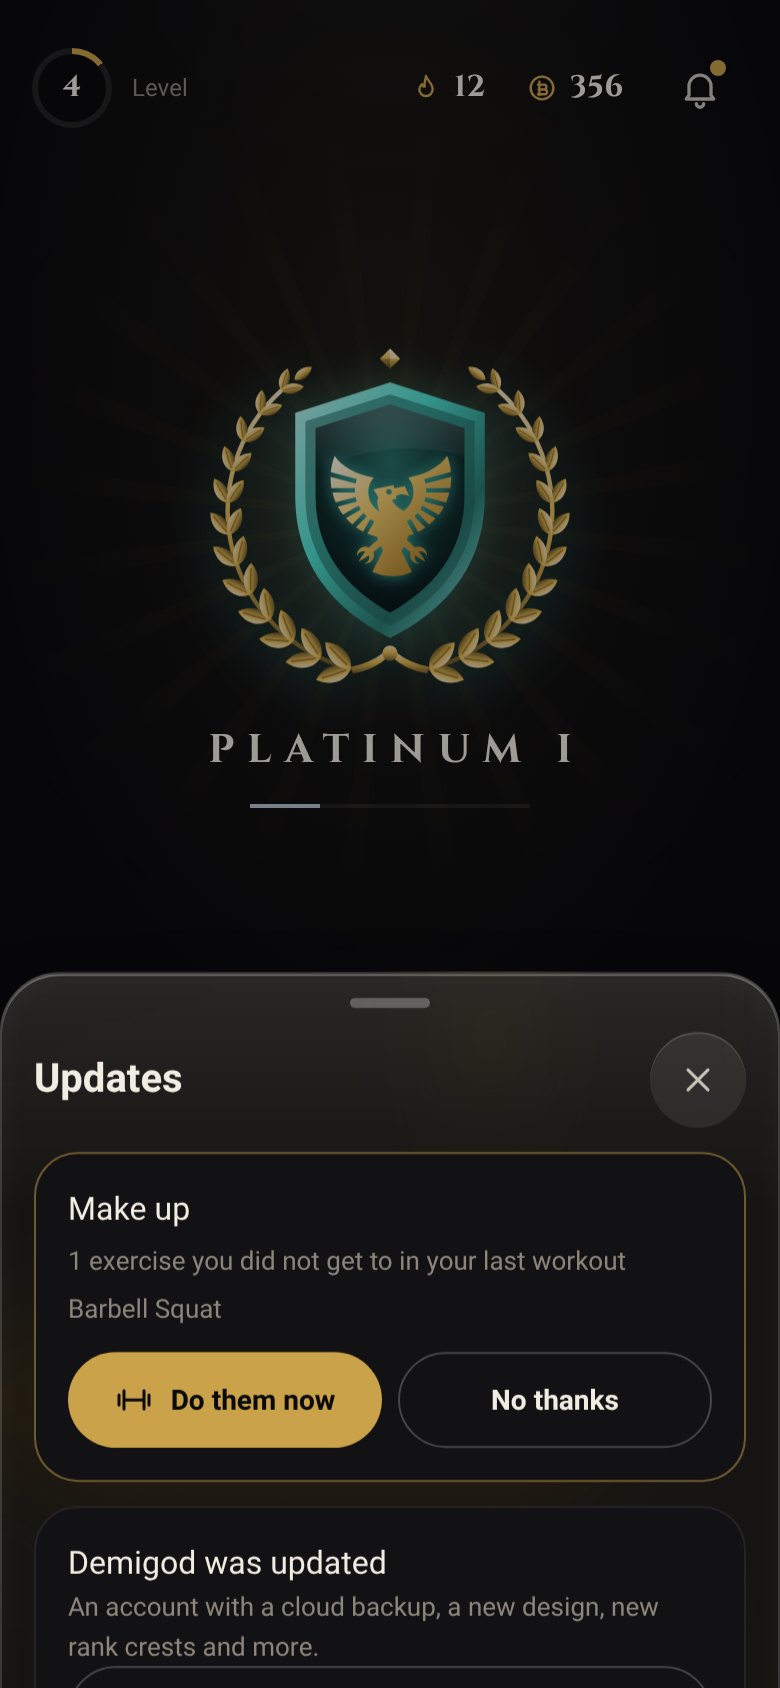 4 Level 12 356
PLATINUM I
Updates
Make up
1 exercise you did not get to in your last workout
Barbell Squat
Do them now No thanks
Demigod was updated
An account with a cloud backup, a new design, new
rank crests and more.